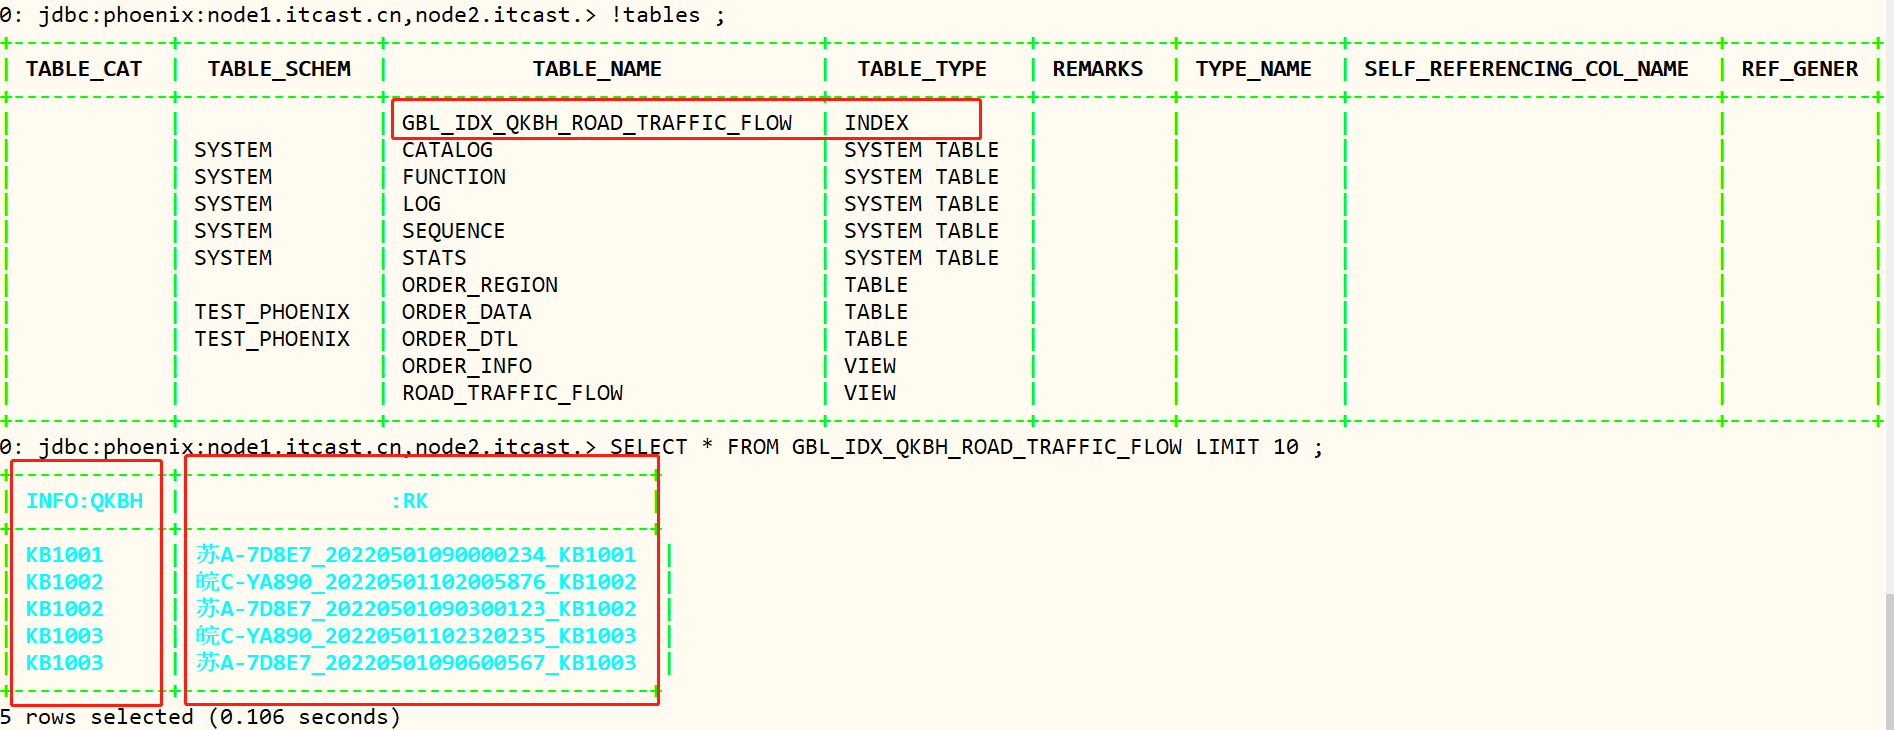 0: jdbc:phoenix:node1.itcast.cn,node2.itcast.> !tables ;
TABLE_CAT | TABLE_SCHEM | TABLE_NAME | TABLE_TYPE | REMARKS | TYPE_NAME | SELF_REFERENCING_COL_NAME | REF_GENER
GBL_IDX_QKBH_ROAD_TRAFFIC_FLOW | INDEX
SYSTEM | CATALOG | SYSTEM TABLE
SYSTEM | FUNCTION | SYSTEM TABLE
SYSTEM | LOG | SYSTEM TABLE
SYSTEM | SEQUENCE | SYSTEM TABLE
SYSTEM | STATS | SYSTEM TABLE
ORDER_REGION | TABLE
TEST_PHOENIX | ORDER_DATA | TABLE
TEST_PHOENIX | ORDER_DTL | TABLE
ORDER_INFO | VIEW
ROAD_TRAFFIC_FLOW | VIEW
0: jdbc:phoenix:node1.itcast.cn,node2.itcast.> SELECT * FROM GBL_IDX_QKBH_ROAD_TRAFFIC_FLOW LIMIT 10 ;
INFO:QKBH | :RK
KB1001 | 苏A-7D8E7_20220501090000234_KB1001
KB1002 | 皖C-YA890_20220501102005876_KB1002
KB1002 | 苏A-7D8E7_20220501090300123_KB1002
KB1003 | 皖C-YA890_20220501102320235_KB1003
KB1003 | 苏A-7D8E7_20220501090600567_KB1003
5 rows selected (0.106 seconds)